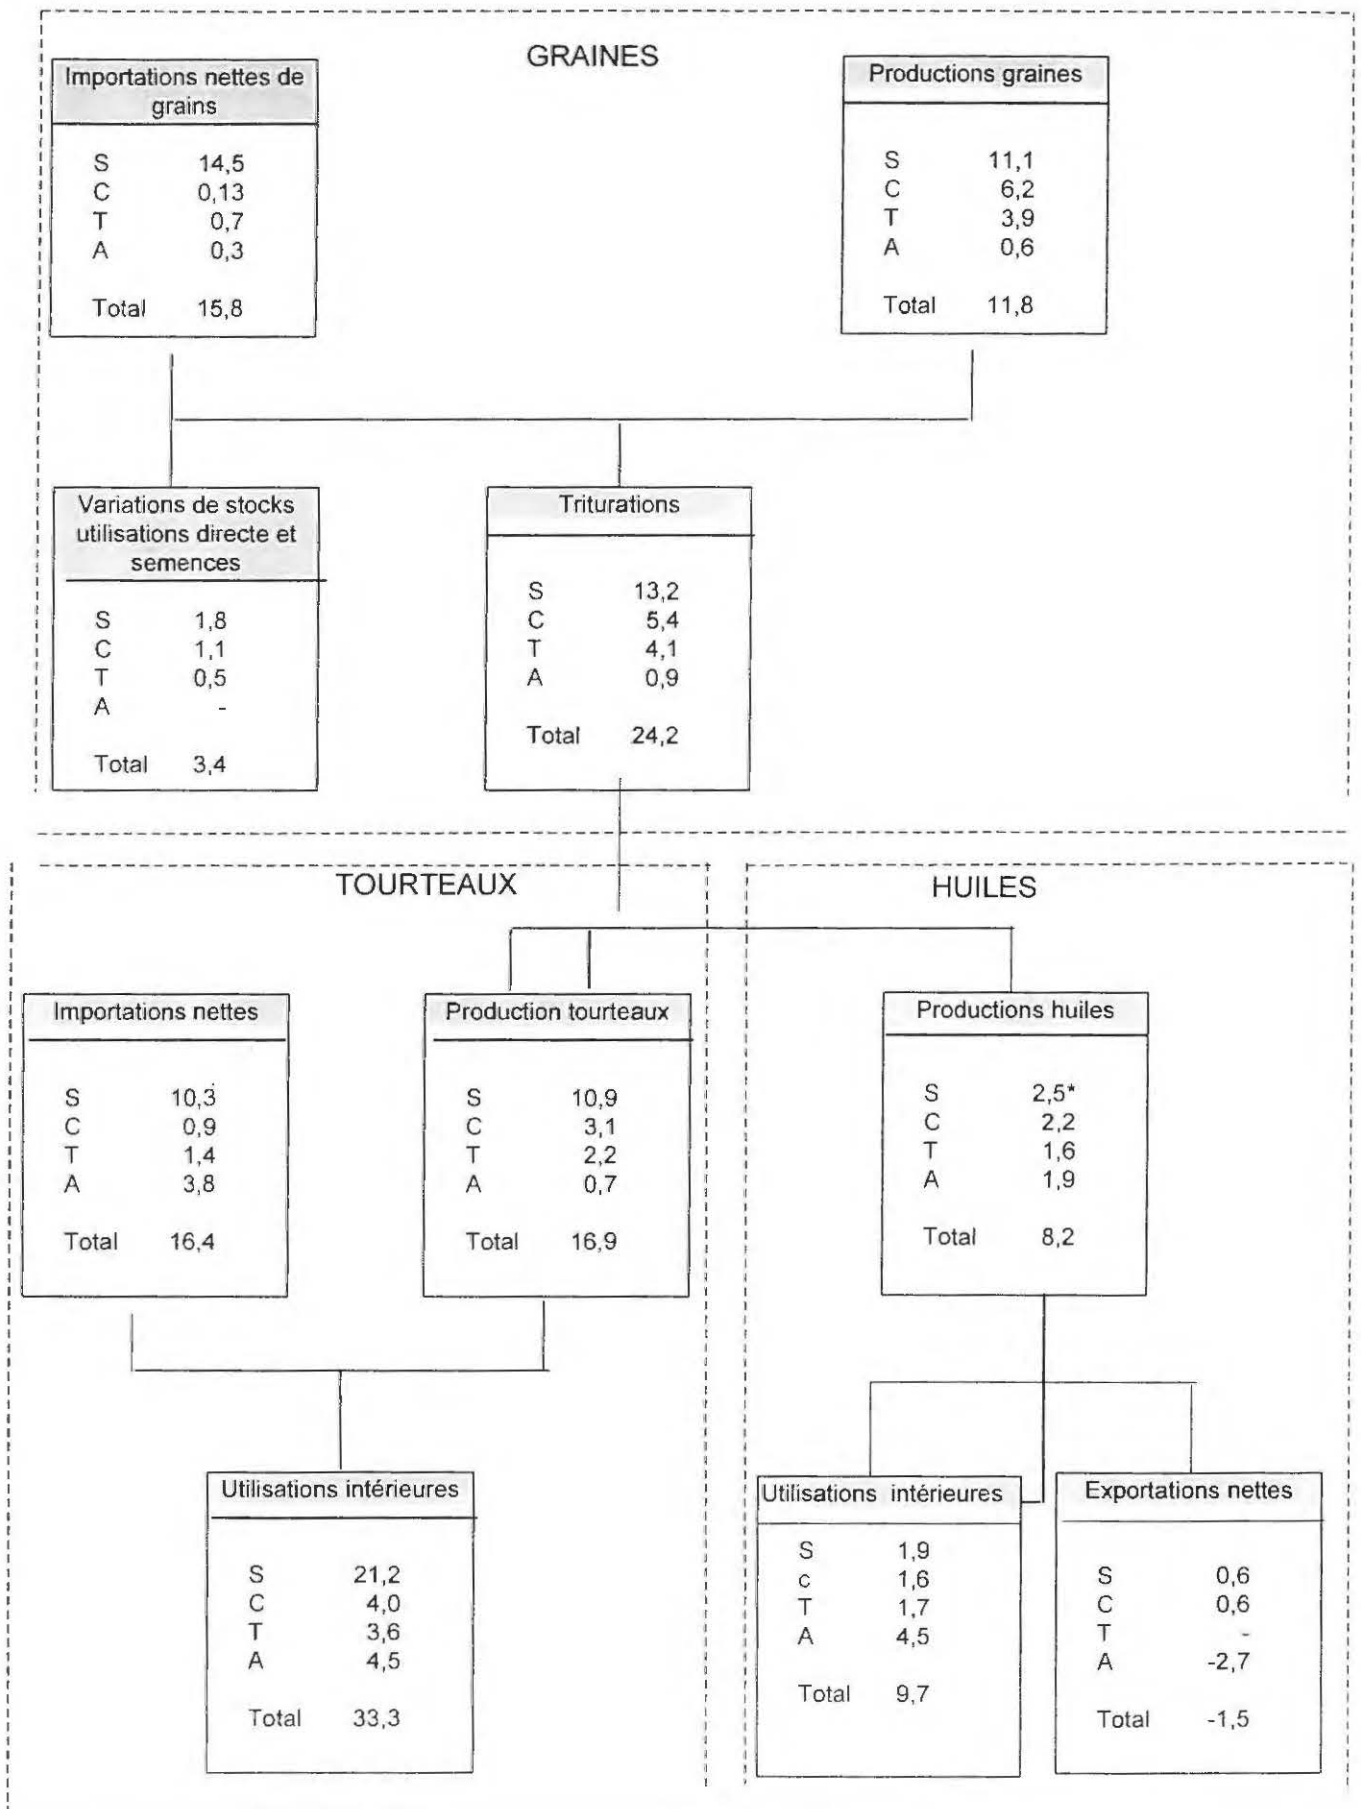 GRAINES
Importations nettes de
grains
S 14,5
C 0,13
T 0,7
A 0,3
Total 15,8
Productions graines
S 11,1
C 6,2
T 3,9
A 0,6
Total 11,8
Variations de stocks
utilisations directe et
semences
S 1,8
C 1,1
T 0,5
A -
Total 3,4
Triturations
S 13,2
C 5,4
T 4,1
A 0,9
Total 24,2
TOURTEAUX
Importations nettes
S 10,3
C 0,9
T 1,4
A 3,8
Total 16,4
Production tourteaux
S 10,9
C 3,1
T 2,2
A 0,7
Total 16,9
Utilisations intérieures
S 21,2
C 4,0
T 3,6
A 4,5
Total 33,3
HUILES
Productions huiles
S 2,5*
C 2,2
T 1,6
A 1,9
Total 8,2
Utilisations intérieures
S 1,9
c 1,6
T 1,7
A 4,5
Total 9,7
Exportations nettes
S 0,6
C 0,6
T -
A -2,7
Total -1,5